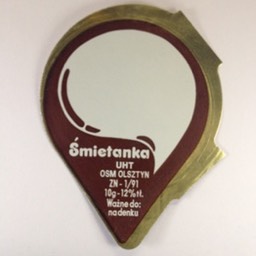 Śmietanka
UHT
OSM OLSZTYN
ZN - 1/91
10g - 12% tł.
Ważne do:
na denku